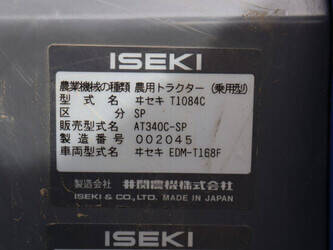 ISEKI
農業機械の種類 農用トラクター（乗用型）
型式名 ヰセキ T1084C
区分 SP
販売型式名 AT340C-SP
製造番号 002045
車両型式名 ヰセキ EDM-T168F
製造会社 井関農機株式会社
ISEKI & CO., LTD. MADE IN JAPAN
ISEKI